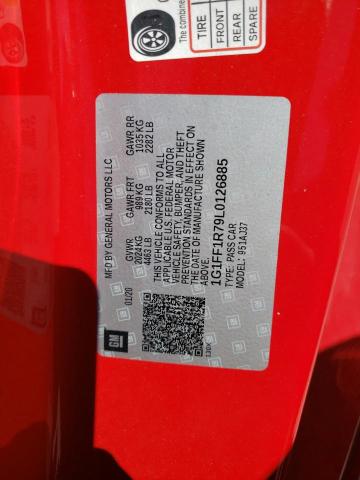 The combined
TIRE
FRONT
REAR
SPARE
MFD BY GENERAL MOTORS LLC
01/20
GVWR
2024 KG
4463 LB
GAWR FRT
989 KG
2180 LB
GAWR RR
1035 KG
2282 LB
THIS VEHICLE CONFORMS TO ALL
APPLICABLE U.S. FEDERAL MOTOR
VEHICLE SAFETY, BUMPER, AND THEFT
PREVENTION STANDARDS IN EFFECT ON
THE DATE OF MANUFACTURE SHOWN
ABOVE.
1G1FF1R79L0126885
TYPE: PASS CAR
MODEL: 951AJ37
GM